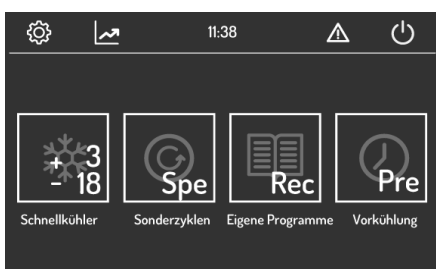 11:38
+3
-18
Spe
Rec
Pre
Schnellkühler
Sonderzyklen
Eigene Programme
Vorkühlung